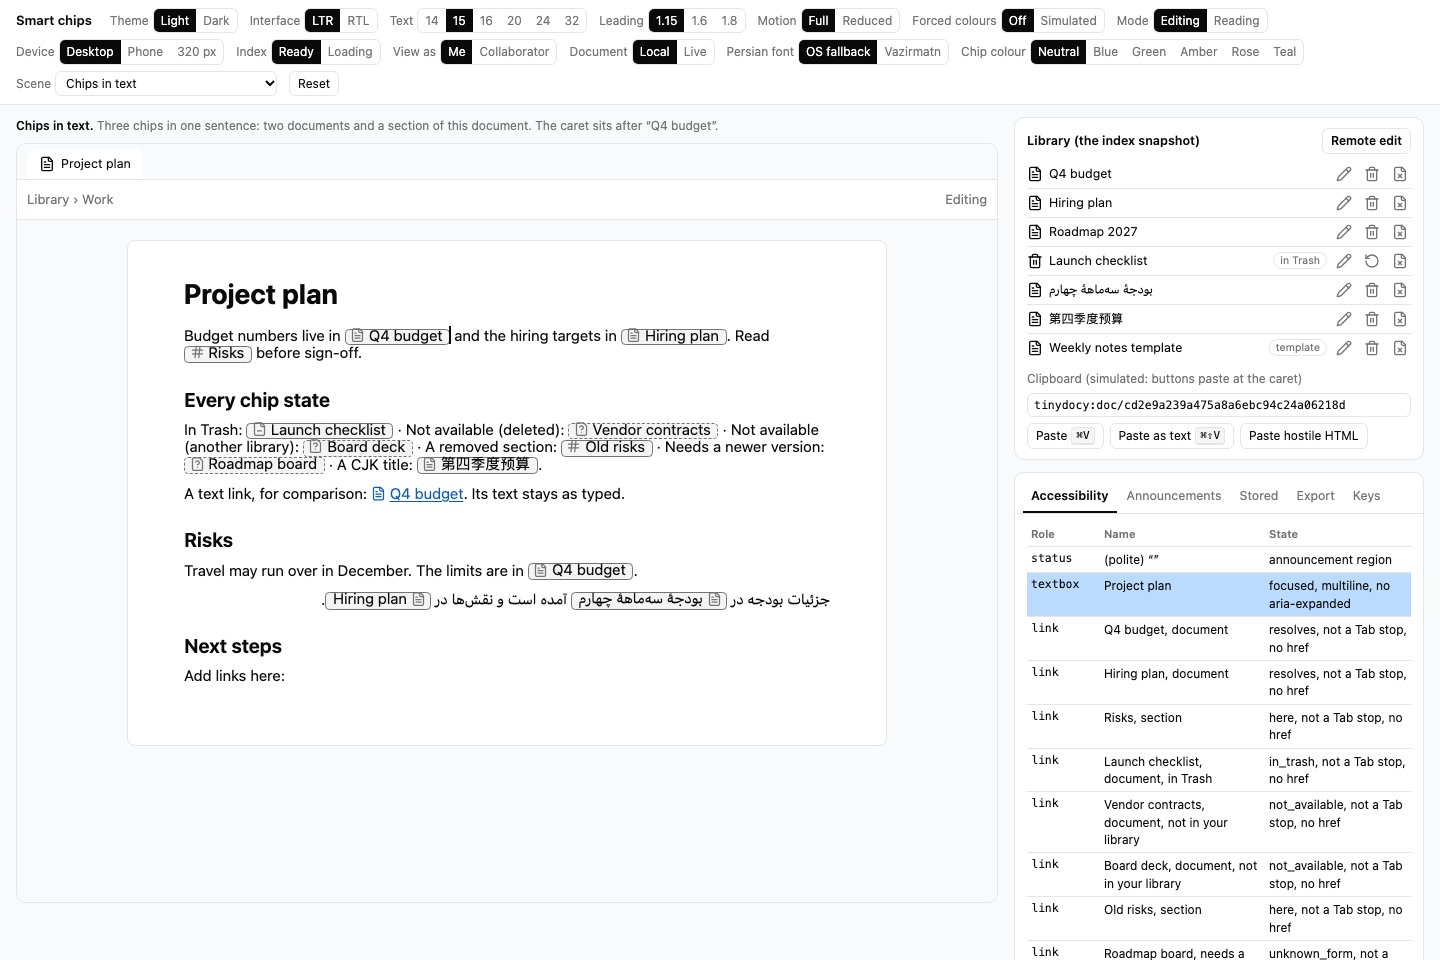 Smart chips Theme Light Dark Interface LTR RTL Text 14 15 16 20 24 32 Leading 1.15 1.6 1.8 Motion Full Reduced Forced colours Off Simulated Mode Editing Reading
Device Desktop Phone 320 px Index Ready Loading View as Me Collaborator Document Local Live Persian font OS fallback Vazirmatn Chip colour Neutral Blue Green Amber Rose Teal
Scene Chips in text Reset
Chips in text. Three chips in one sentence: two documents and a section of this document. The caret sits after “Q4 budget”.
Project plan
Library › Work Editing
Project plan
Budget numbers live in Q4 budget and the hiring targets in Hiring plan. Read
# Risks before sign-off.
Every chip state
In Trash: Launch checklist · Not available (deleted): Vendor contracts · Not available
(another library): Board deck · A removed section: # Old risks · Needs a newer version:
Roadmap board · A CJK title: 第四季度预算.
A text link, for comparison: Q4 budget. Its text stays as typed.
Risks
Travel may run over in December. The limits are in Q4 budget.
جزئیات بودجه در بودجهٔ سه‌ماههٔ چهارم آمده است و نقش‌ها در Hiring plan.
Next steps
Add links here:
Library (the index snapshot) Remote edit
Q4 budget
Hiring plan
Roadmap 2027
Launch checklist in Trash
بودجهٔ سه‌ماههٔ چهارم
第四季度预算
Weekly notes template template
Clipboard (simulated: buttons paste at the caret)
tinydocy:doc/cd2e9a239a475a8a6ebc94c24a06218d
Paste ⌘V Paste as text ⌘⇧V Paste hostile HTML
Accessibility Announcements Stored Export Keys
Role Name State
status (polite) “” announcement region
textbox Project plan focused, multiline, no
aria-expanded
link Q4 budget, document resolves, not a Tab stop,
no href
link Hiring plan, document resolves, not a Tab stop,
no href
link Risks, section here, not a Tab stop, no
href
link Launch checklist, in_trash, not a Tab stop,
document, in Trash no href
link Vendor contracts, not_available, not a Tab
document, not in your stop, no href
library
link Board deck, document, not not_available, not a Tab
in your library stop, no href
link Old risks, section here, not a Tab stop, no
href
link Roadmap board, needs a unknown_form, not a